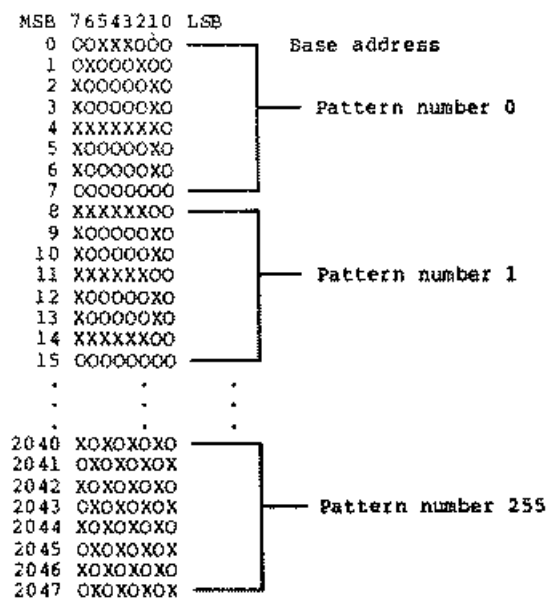 MSB 76543210 LSB
0 OOXXXOOO Base address
1 OXOOOXOO
2 XOOOOOXO
3 XOOOOOXO Pattern number 0
4 XXXXXXXO
5 XOOOOOXO
6 XOOOOOXO
7 OOOOOOOO
8 XXXXXXOO
9 XOOOOOXO
10 XOOOOOXO
11 XXXXXXOO Pattern number 1
12 XOOOOOXO
13 XOOOOOXO
14 XXXXXXOO
15 OOOOOOOO
. . .
. . .
. . .
2040 XOXOXOXO
2041 OXOXOXOX
2042 XOXOXOXO
2043 OXOXOXOX Pattern number 255
2044 XOXOXOXO
2045 OXOXOXOX
2046 XOXOXOXO
2047 OXOXOXOX